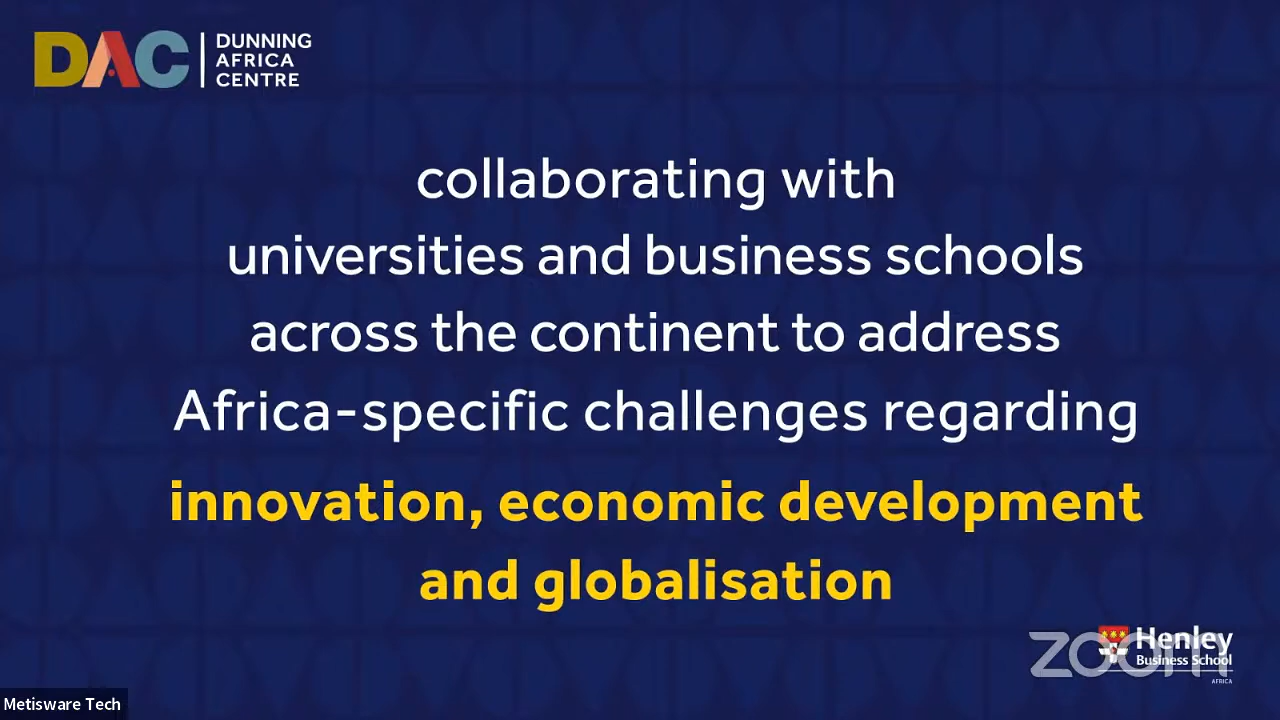 DAC
DUNNING
AFRICA
CENTRE
collaborating with
universities and business schools
across the continent to address
Africa-specific challenges regarding
innovation, economic development
and globalisation
zoom
Henley
Business School
AFRICA
Metisware Tech